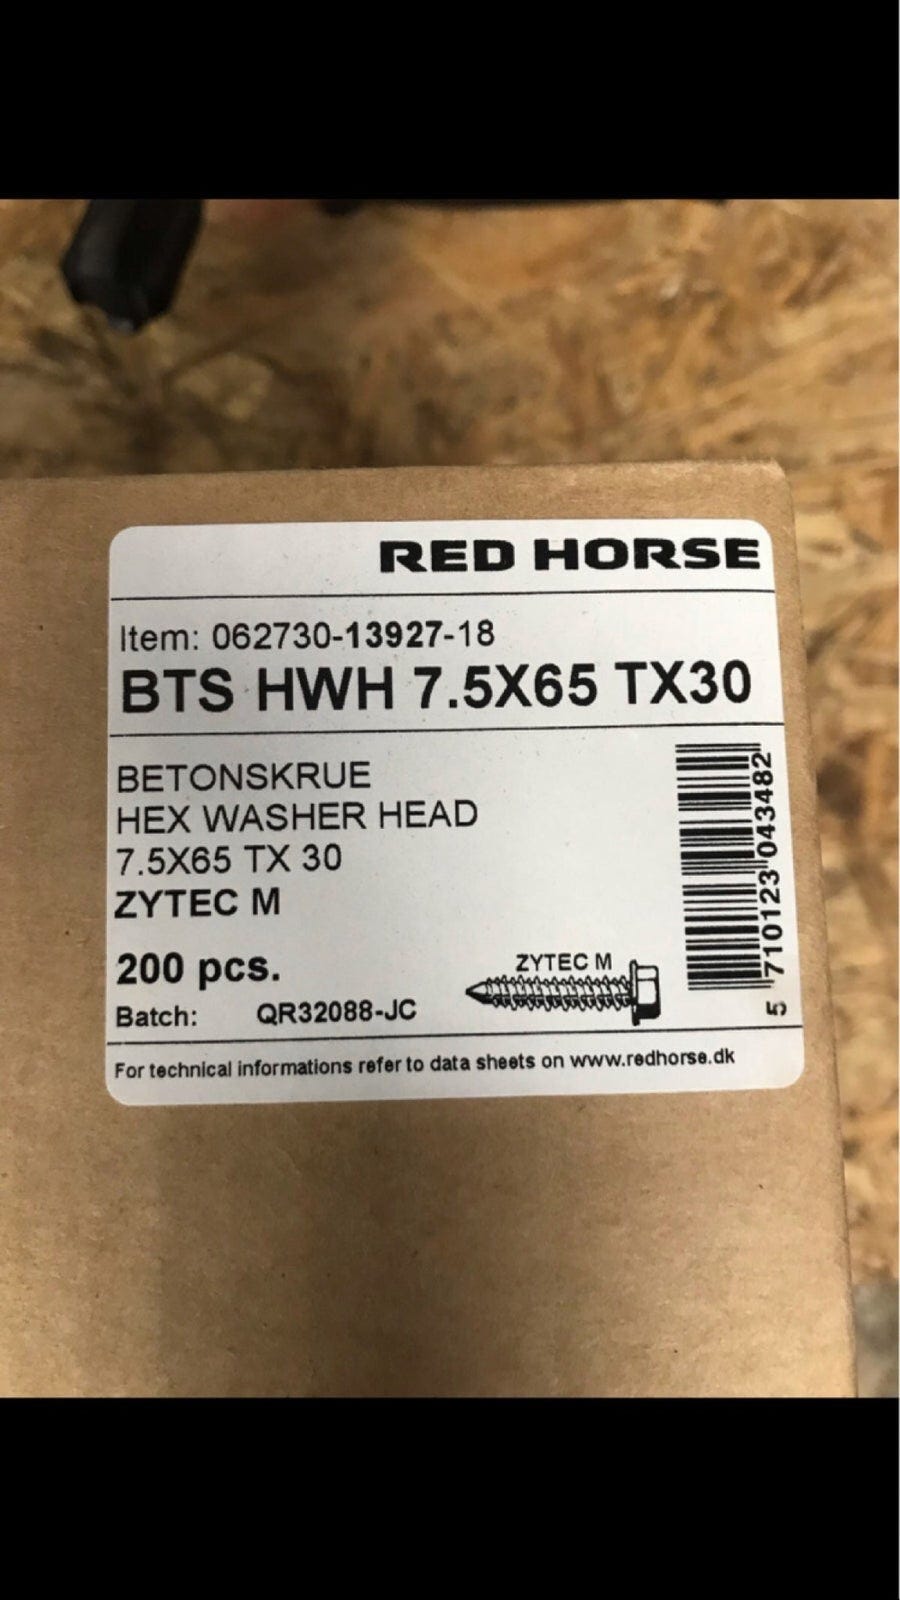 RED HORSE
Item: 062730-13927-18
BTS HWH 7.5X65 TX30
BETONSKRUE
HEX WASHER HEAD
7.5X65 TX 30
ZYTEC M
200 pcs.
ZYTEC M
Batch: QR32088-JC
5 710123 043482
For technical informations refer to data sheets on www.redhorse.dk